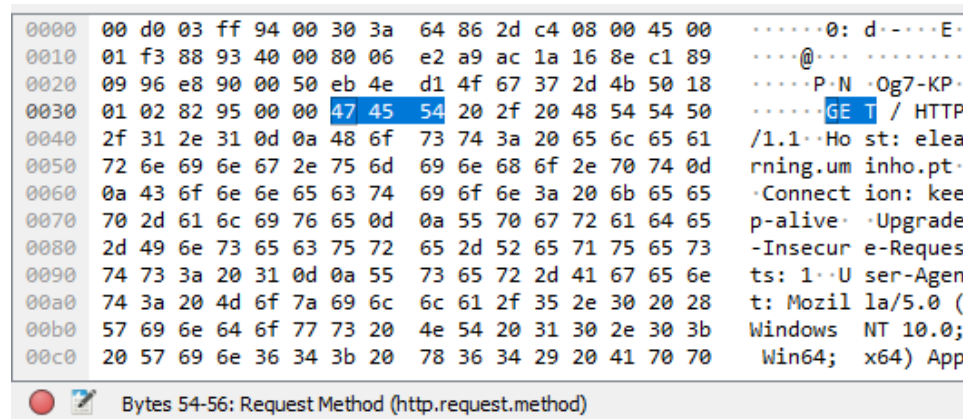 0000 00 d0 03 ff 94 00 30 3a 64 86 2d c4 08 00 45 00 ······0: d·-···E·
0010 01 f3 88 93 40 00 80 06 e2 a9 ac 1a 16 8e c1 89 ····@··· ········
0020 09 96 e8 90 00 50 eb 4e d1 4f 67 37 2d 4b 50 18 ·····P·N ·Og7-KP·
0030 01 02 82 95 00 00 47 45 54 20 2f 20 48 54 54 50 ······GE T / HTTP
0040 2f 31 2e 31 0d 0a 48 6f 73 74 3a 20 65 6c 65 61 /1.1··Ho st: elea
0050 72 6e 69 6e 67 2e 75 6d 69 6e 68 6f 2e 70 74 0d rning.um inho.pt·
0060 0a 43 6f 6e 6e 65 63 74 69 6f 6e 3a 20 6b 65 65 ·Connect ion: kee
0070 70 2d 61 6c 69 76 65 0d 0a 55 70 67 72 61 64 65 p-alive· ·Upgrade
0080 2d 49 6e 73 65 63 75 72 65 2d 52 65 71 75 65 73 -Insecur e-Reques
0090 74 73 3a 20 31 0d 0a 55 73 65 72 2d 41 67 65 6e ts: 1··U ser-Agen
00a0 74 3a 20 4d 6f 7a 69 6c 6c 61 2f 35 2e 30 20 28 t: Mozil la/5.0 (
00b0 57 69 6e 64 6f 77 73 20 4e 54 20 31 30 2e 30 3b Windows NT 10.0;
00c0 20 57 69 6e 36 34 3b 20 78 36 34 29 20 41 70 70 Win64; x64) App
Bytes 54-56: Request Method (http.request.method)